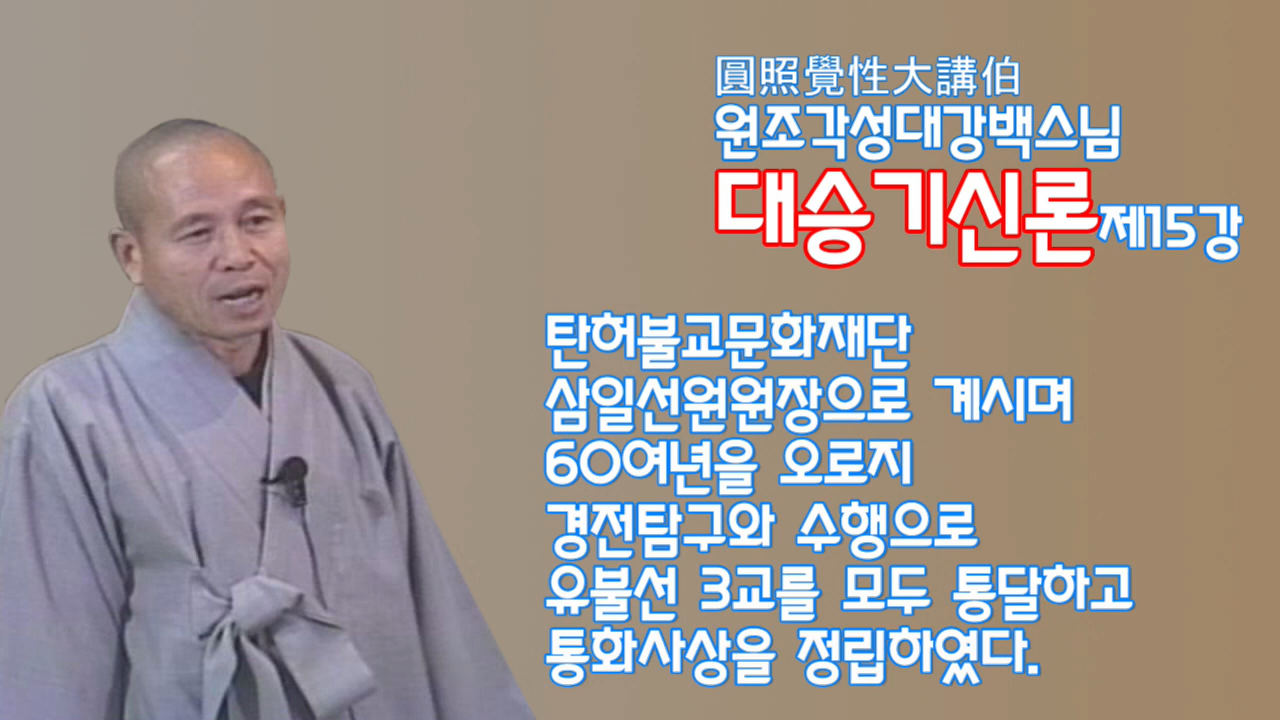 圓照覺性大講伯
원조각성대강백스님
대승기신론제15강
탄허불교문화재단
삼일선원원장으로 계시며
60여년을 오로지
경전탐구와 수행으로
유불선 3교를 모두 통달하고
통화사상을 정립하였다.